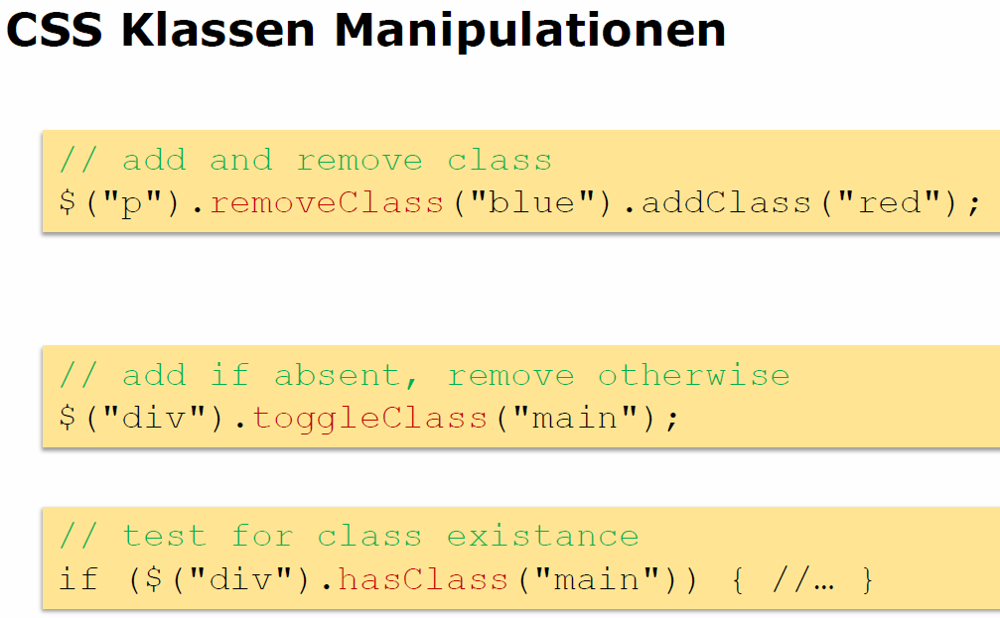 CSS Klassen Manipulationen
// add and remove class
$("p").removeClass("blue").addClass("red");
// add if absent, remove otherwise
$("div").toggleClass("main");
// test for class existance
if ($("div").hasClass("main")) { //… }